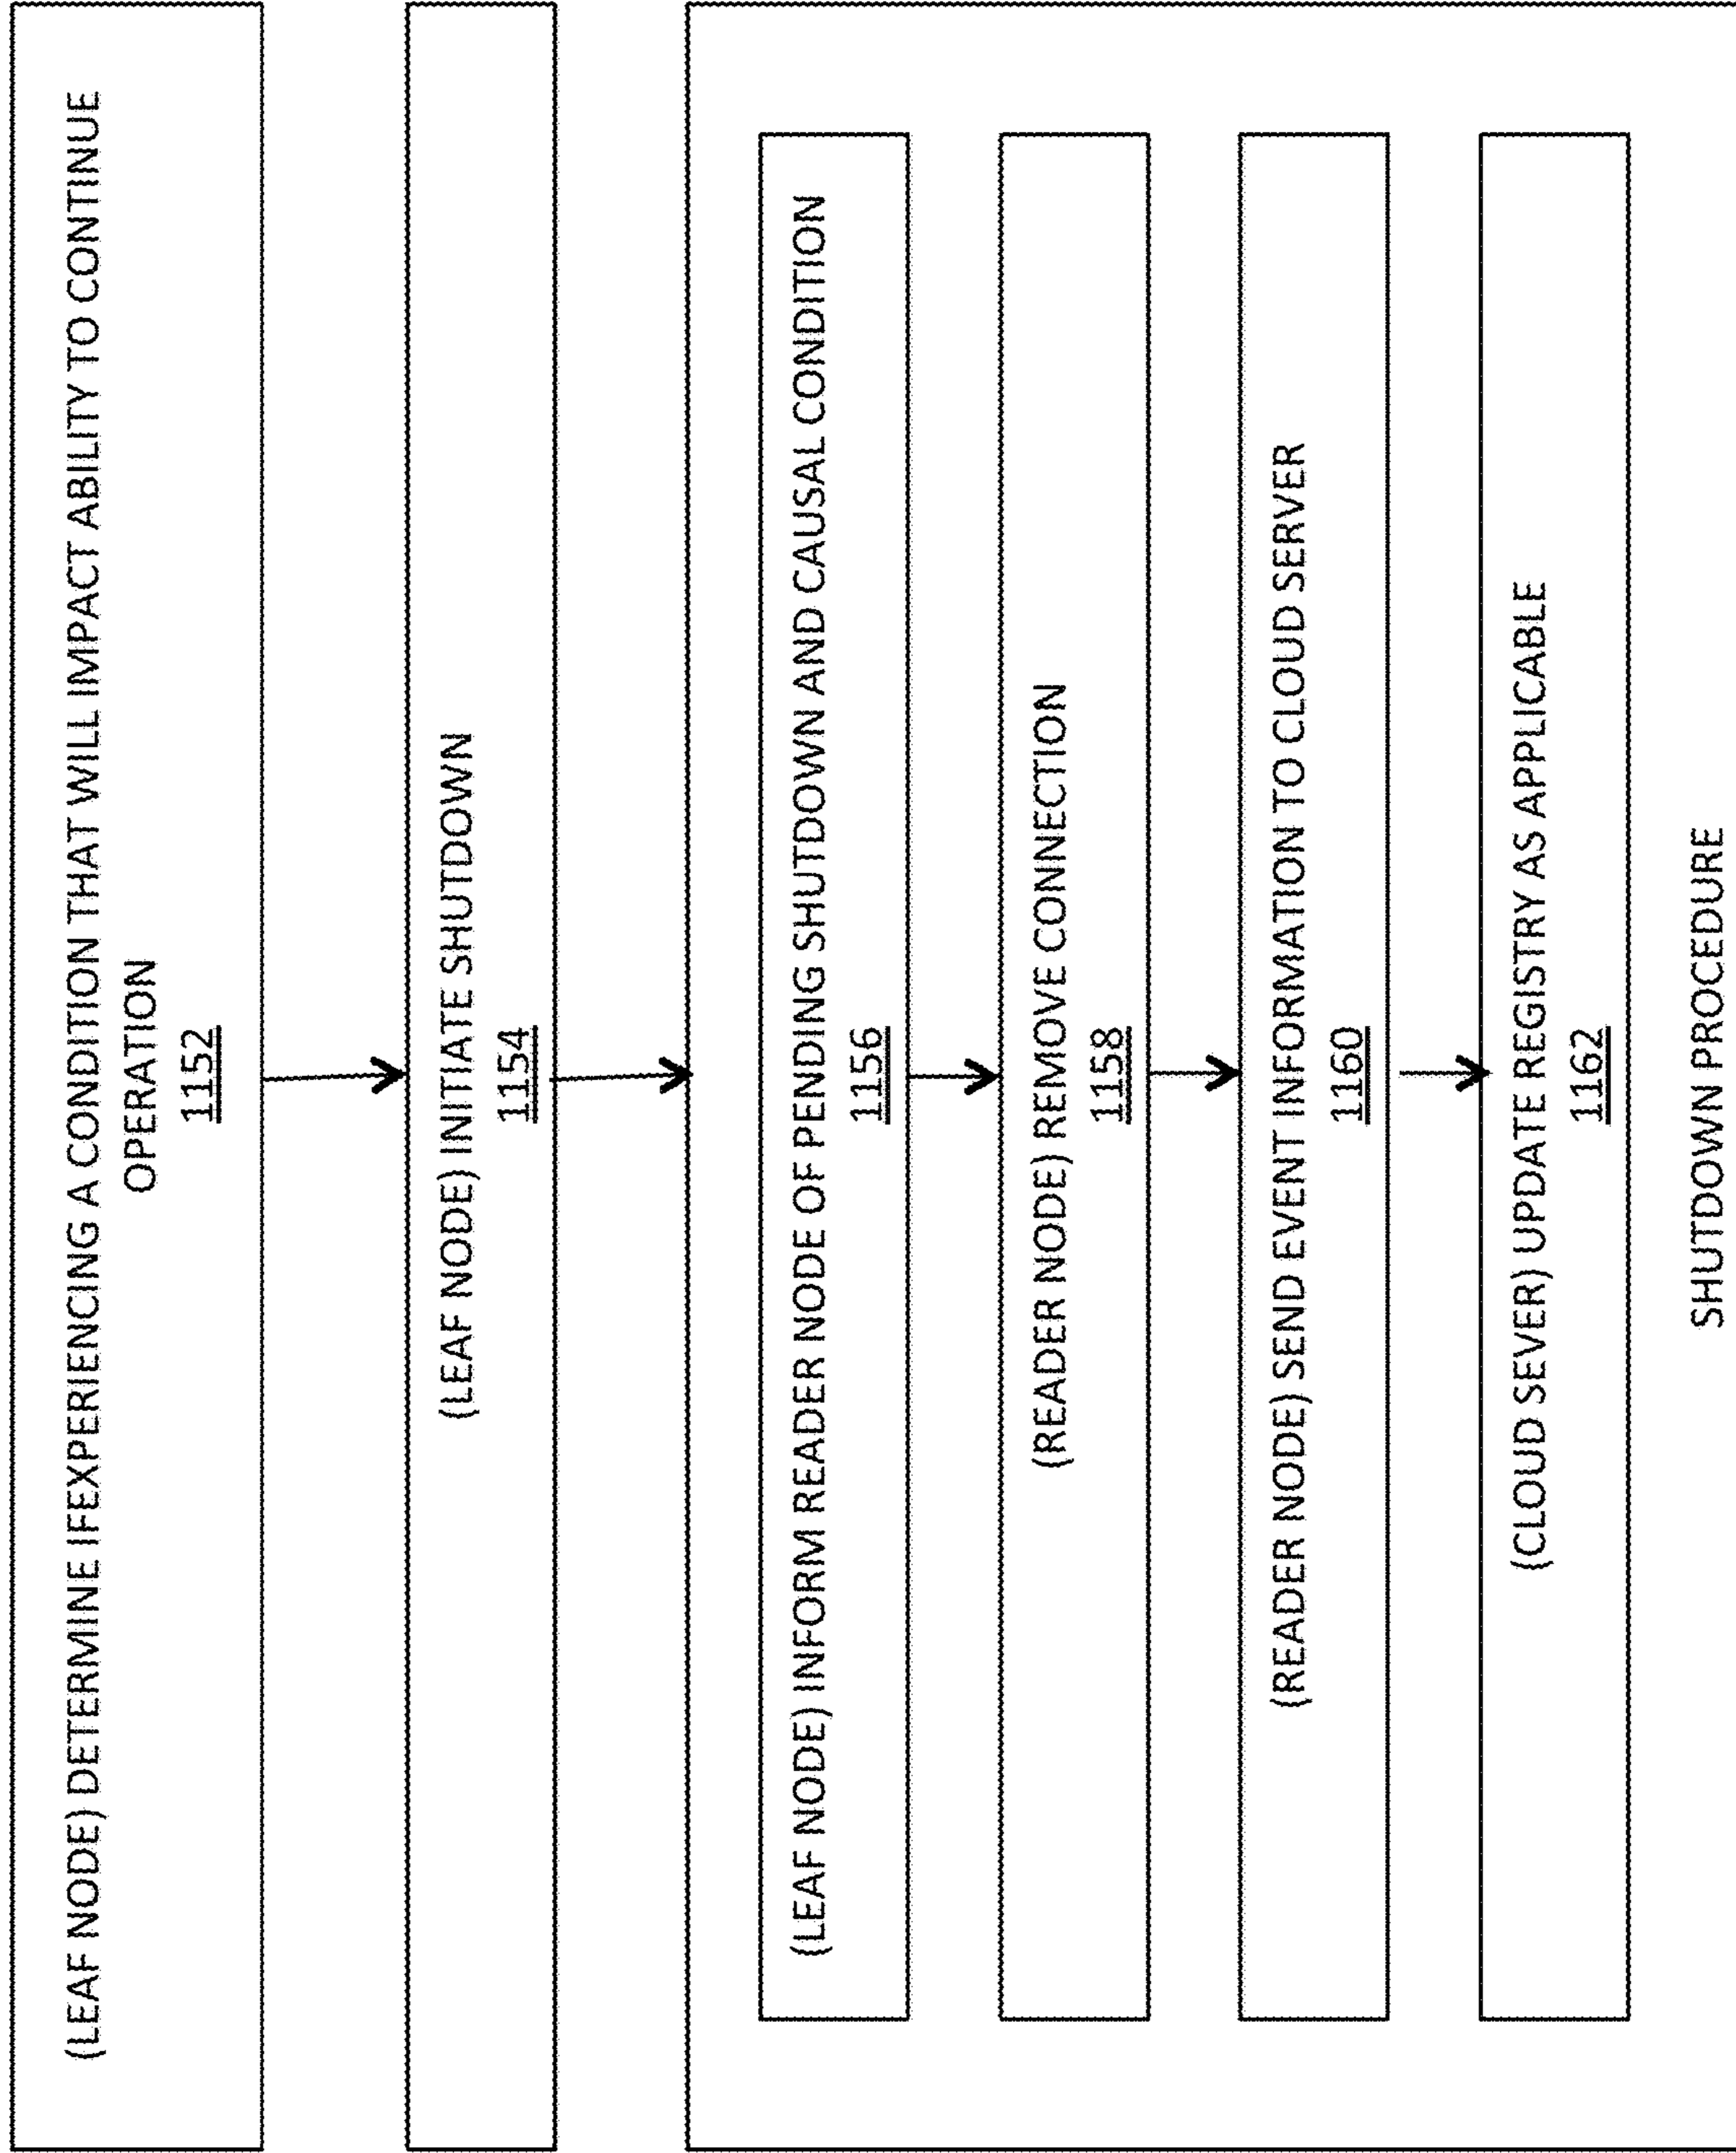 (LEAF NODE) DETERMINE IFEXPERIENCING A CONDITION THAT WILL IMPACT ABILITY TO CONTINUE
OPERATION
1152
(LEAF NODE) INITIATE SHUTDOWN
1154
(LEAF NODE) INFORM READER NODE OF PENDING SHUTDOWN AND CAUSAL CONDITION
1156
(READER NODE) REMOVE CONNECTION
1158
(READER NODE) SEND EVENT INFORMATION TO CLOUD SERVER
1160
(CLOUD SEVER) UPDATE REGISTRY AS APPLICABLE
1162
SHUTDOWN PROCEDURE